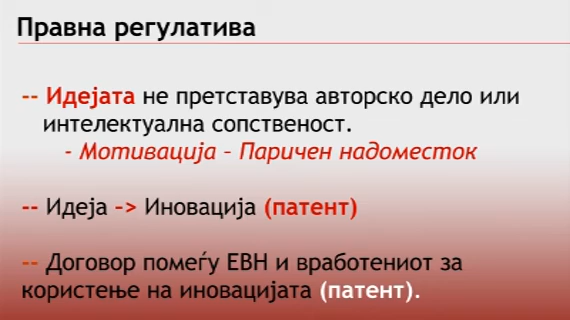 Правна регулатива
-- Идејата не претставува авторско дело или
интелектуална сопственост.
- Мотивација – Паричен надоместок
-- Идеја -> Иновација (патент)
-- Договор помеѓу ЕВН и вработениот за
користење на иновацијата (патент).